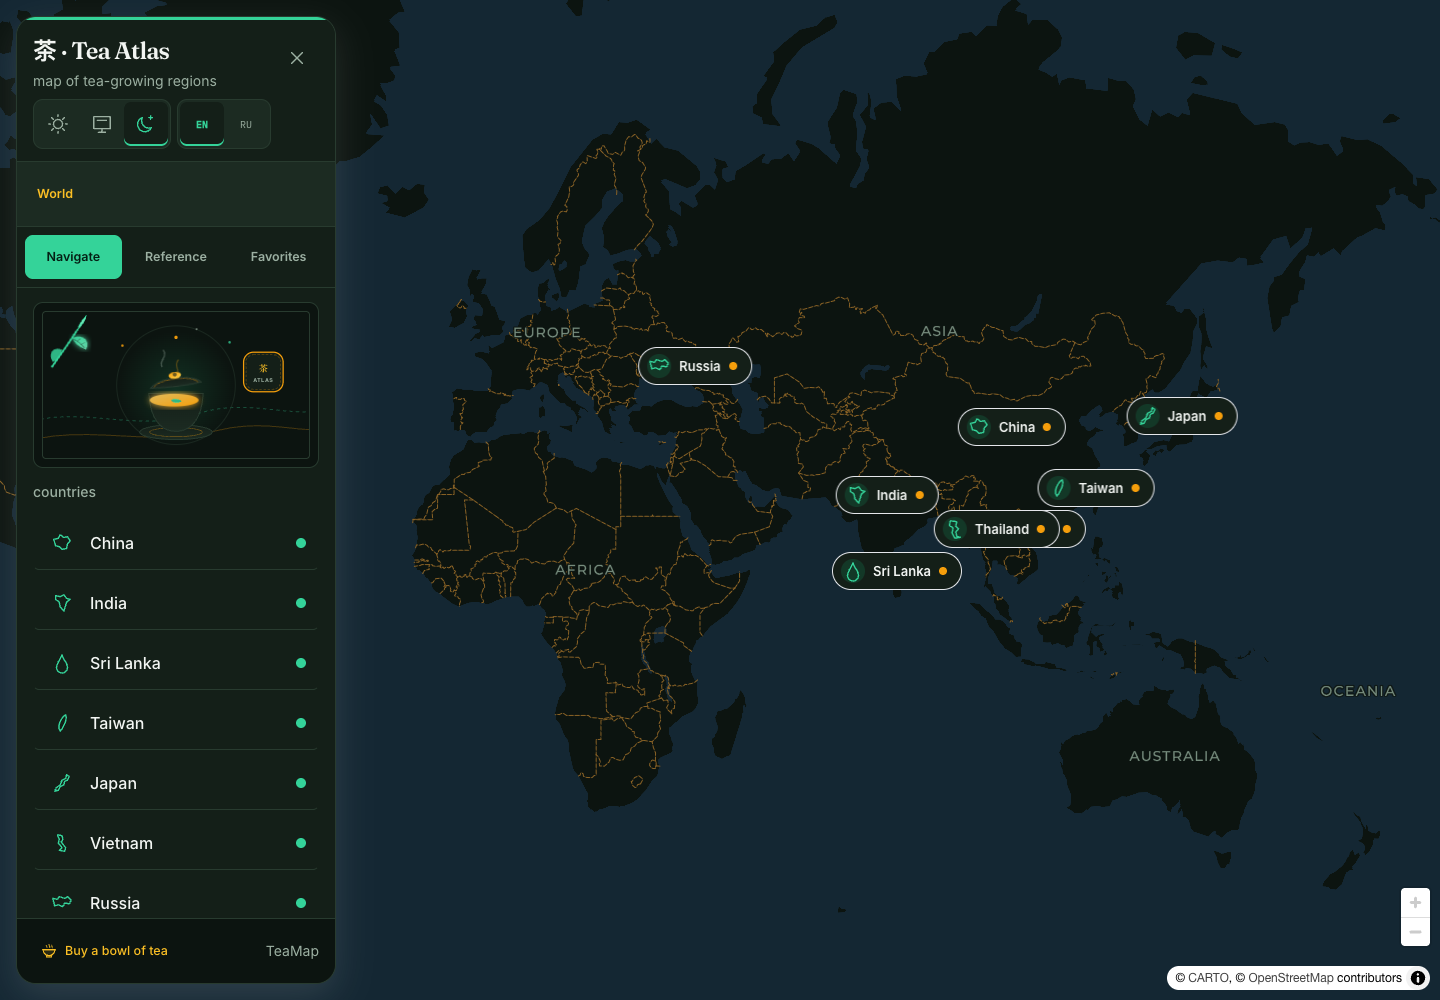 茶 · Tea Atlas
map of tea-growing regions
EN
RU
World
Navigate
Reference
Favorites
茶
ATLAS
countries
China
India
Sri Lanka
Taiwan
Japan
Vietnam
Russia
Buy a bowl of tea
TeaMap
EUROPE
ASIA
Russia
Japan
China
Taiwan
India
Thailand
Sri Lanka
AFRICA
OCEANIA
AUSTRALIA
+
−
© CARTO, © OpenStreetMap contributors